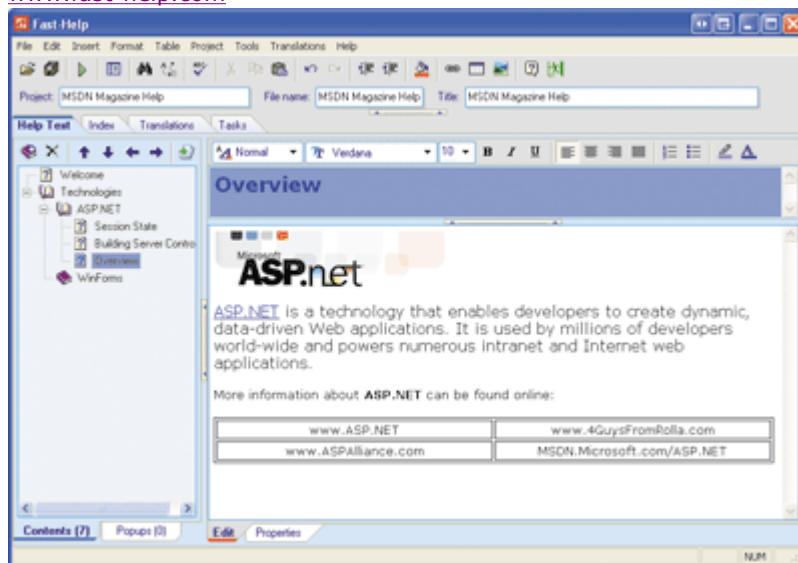 www.fast-help.com
Fast-Help
File Edit Insert Format Table Project Tools Translations Help
Project: MSDN Magazine Help File name: MSDN Magazine Help Title: MSDN Magazine Help
Help Text Index Translations Tasks
Normal Verdana 10 B I U
Welcome
Technologies
ASP.NET
Session State
Building Server Contro
Overview
WinForms
Overview
Microsoft
ASP.net
ASP.NET is a technology that enables developers to create dynamic,
data-driven Web applications. It is used by millions of developers
world-wide and powers numerous intranet and Internet web
applications.
More information about ASP.NET can be found online:
www.ASP.NET www.4GuysFromRolla.com
www.ASPAlliance.com MSDN.Microsoft.com/ASP.NET
Contents (7) Popups (0)
Edit Properties
NUM